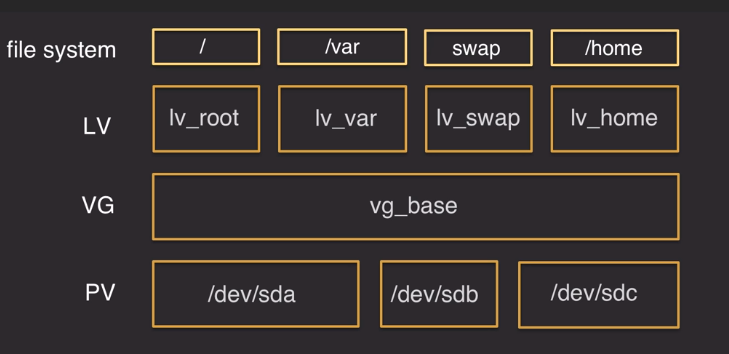 file system / /var swap /home
LV lv_root lv_var lv_swap lv_home
VG vg_base
PV /dev/sda /dev/sdb /dev/sdc